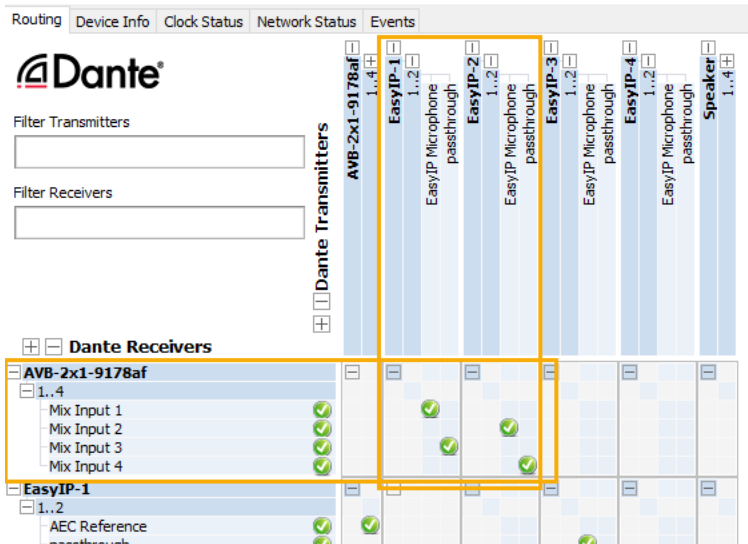 Routing Device Info Clock Status Network Status Events
Dante®
Filter Transmitters
Filter Receivers
Dante Transmitters
AVB-2x1-9178af
1..4
EasyIP-1
1..2
EasyIP Microphone
passthrough
EasyIP-2
1..2
EasyIP Microphone
passthrough
EasyIP-3
1..2
EasyIP Microphone
passthrough
EasyIP-4
1..2
EasyIP Microphone
passthrough
Speaker
1..4
Dante Receivers
AVB-2x1-9178af
1..4
Mix Input 1
Mix Input 2
Mix Input 3
Mix Input 4
EasyIP-1
1..2
AEC Reference
passthrough